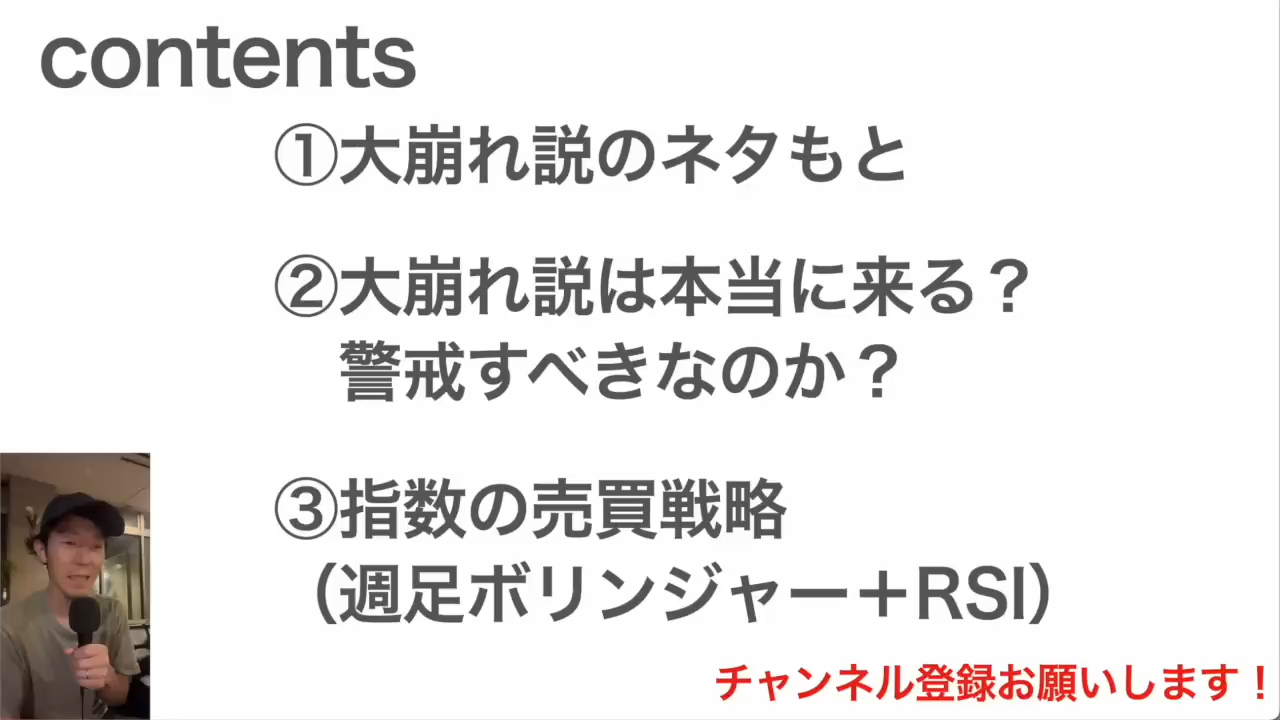 contents
①大崩れ説のネタもと
②大崩れ説は本当に来る？
警戒すべきなのか？
③指数の売買戦略
（週足ボリンジャー＋RSI）
チャンネル登録お願いします！